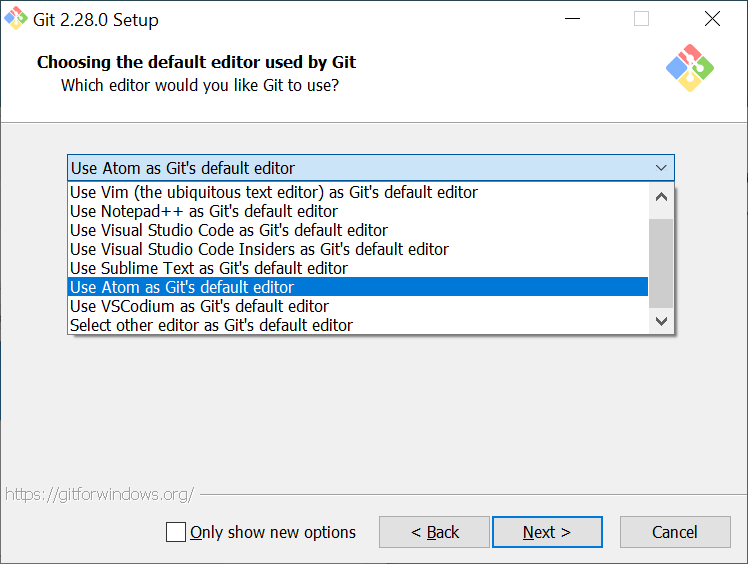 Git 2.28.0 Setup
Choosing the default editor used by Git
Which editor would you like Git to use?
Use Atom as Git's default editor
Use Vim (the ubiquitous text editor) as Git's default editor
Use Notepad++ as Git's default editor
Use Visual Studio Code as Git's default editor
Use Visual Studio Code Insiders as Git's default editor
Use Sublime Text as Git's default editor
Use Atom as Git's default editor
Use VSCodium as Git's default editor
Select other editor as Git's default editor
https://gitforwindows.org/
Only show new options
< Back
Next >
Cancel